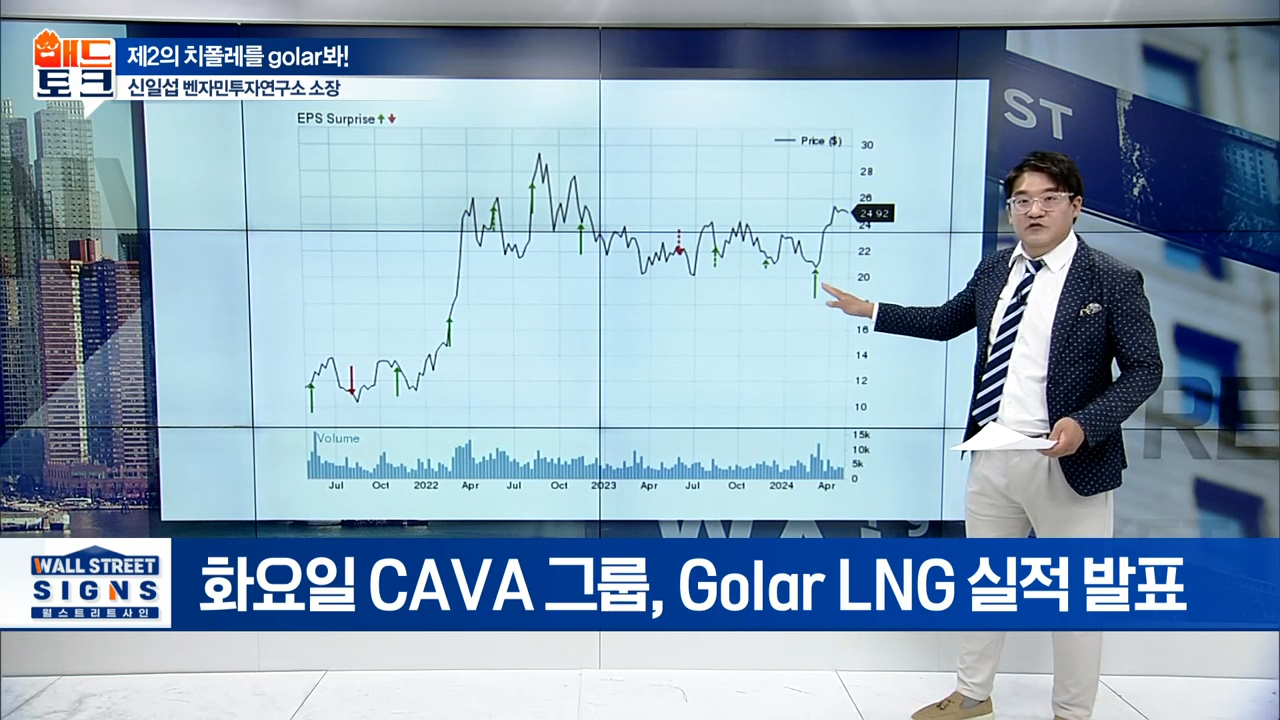 매드
토크
제2의 치폴레를 golar봐!
신일섭 벤자민투자연구소 소장
ST
EPS Surprise
Price ($)
30
28
26
24.92
24
22
20
16
14
12
10
Volume
15k
10k
5k
0
Jul Oct 2022 Apr Jul Oct 2023 Apr Jul Oct 2024 Apr
RE
WALL STREET
SIGNS
월스트리트사인
화요일 CAVA 그룹, Golar LNG 실적 발표